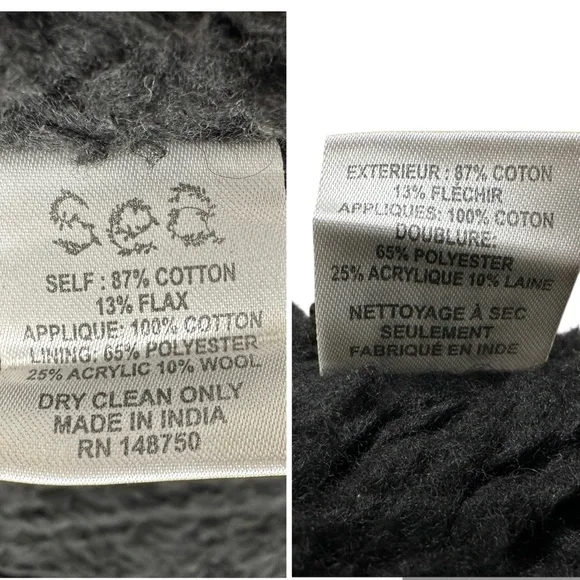 sea
SELF : 87% COTTON
13% FLAX
APPLIQUE: 100% COTTON
LINING: 65% POLYESTER
25% ACRYLIC 10% WOOL
DRY CLEAN ONLY
MADE IN INDIA
RN 148750
EXTERIEUR : 87% COTON
13% FLECHIR
APPLIQUES: 100% COTON
DOUBLURE:
65% POLYESTER
25% ACRYLIQUE 10% LAINE
NETTOYAGE À SEC
SEULEMENT
FABRIQUÉ EN INDE